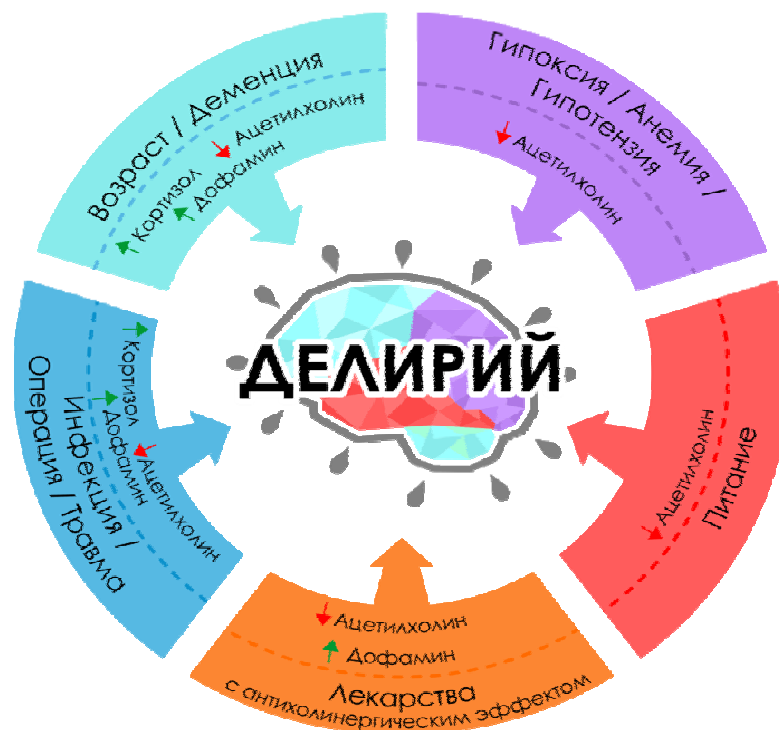 Возраст / Деменция
Ацетилхолин
Кортизол
Дофамин
Гипоксия / Анемия /
Гипотензия
Ацетилхолин
ДЕЛИРИЙ
Кортизол
Дофамин
Ацетилхолин
Инфекция /
Операция / Травма
Ацетилхолин
Питание
Ацетилхолин
Дофамин
Лекарства
с антихолинергическим эффектом